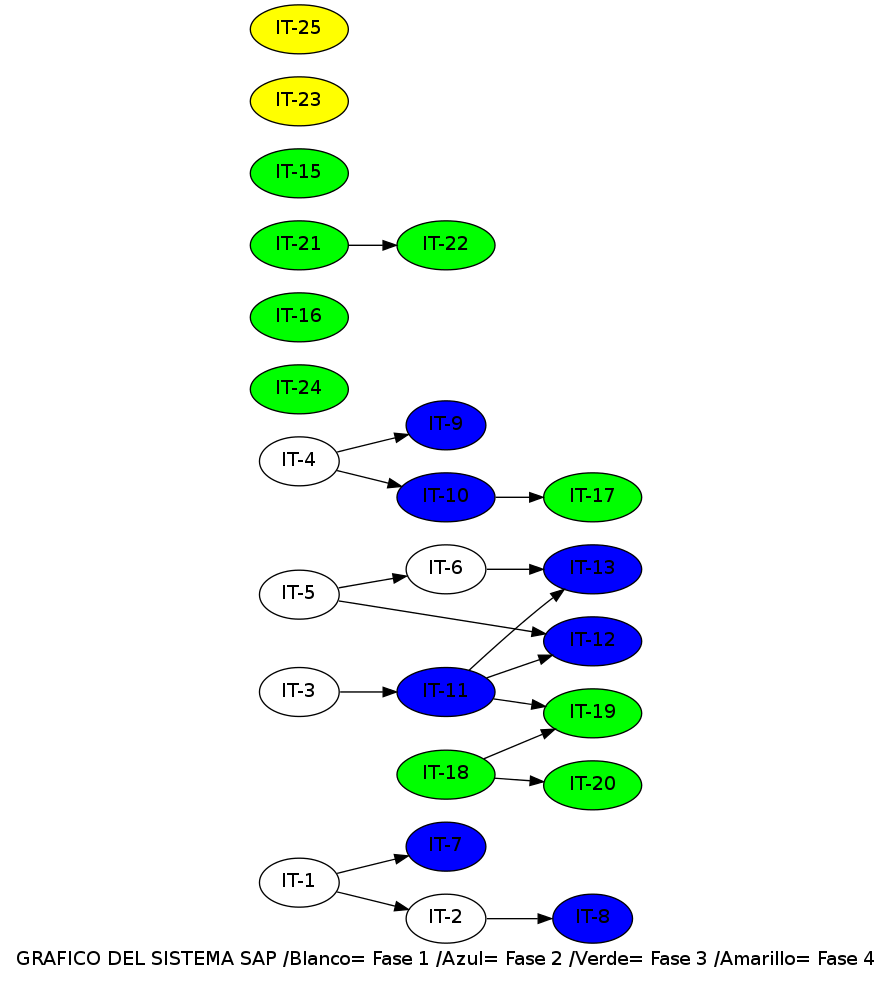 IT-25
IT-23
IT-15
IT-21 IT-22
IT-16
IT-24
IT-9
IT-4
IT-10 IT-17
IT-6 IT-13
IT-5
IT-12
IT-3 IT-11
IT-19
IT-18
IT-20
IT-7
IT-1
IT-2 IT-8
GRAFICO DEL SISTEMA SAP /Blanco= Fase 1 /Azul= Fase 2 /Verde= Fase 3 /Amarillo= Fase 4